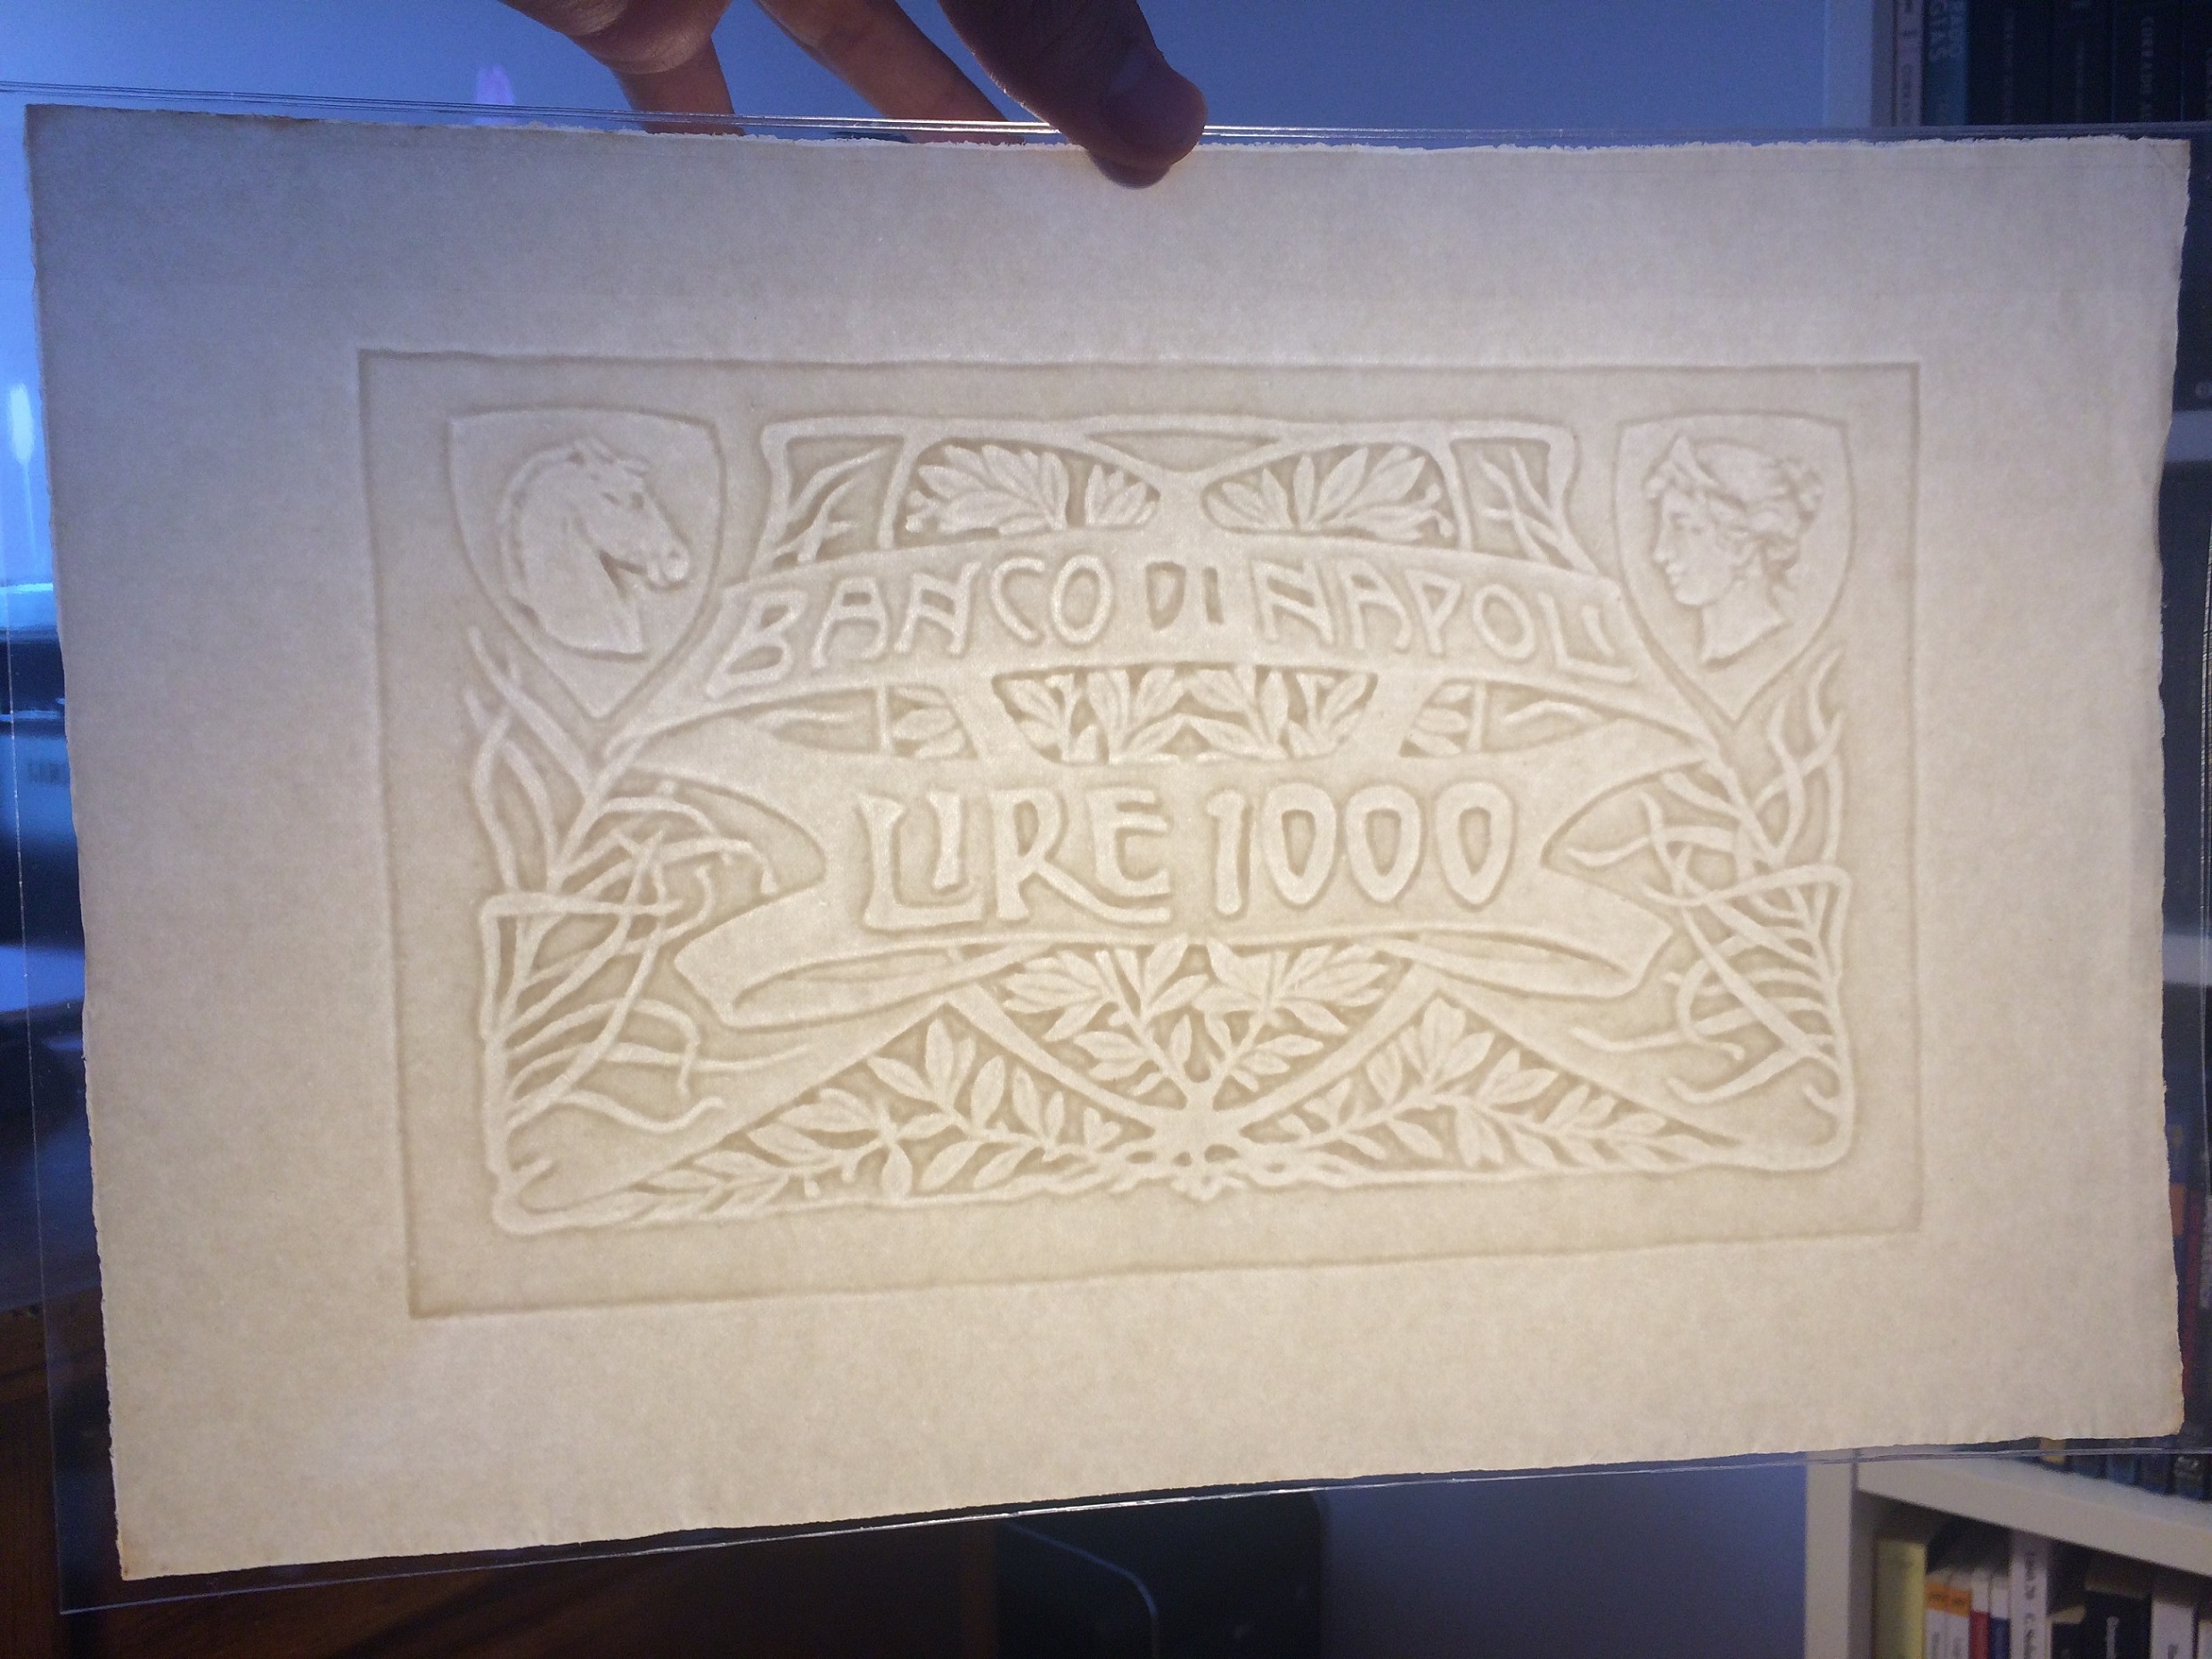 BANCO DI NAPOLI
LIRE 1000